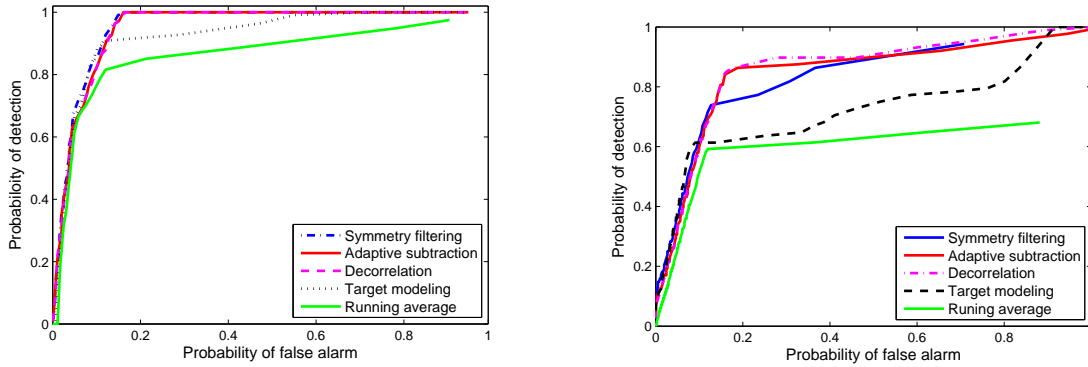 1
0.8
0.6
0.4
0.2
0
0 0.2 0.4 0.6 0.8 1
Probabiloity of detection
Probability of false alarm
Symmetry filtering
Adaptive subtraction
Decorrelation
Target modeling
Running average
1
0.8
0.6
0.4
0.2
0
0 0.2 0.4 0.6 0.8
Probability of detection
Probability of false alarm
Symmetry filtering
Adaptive subtraction
Decorrelation
Target modeling
Runing average